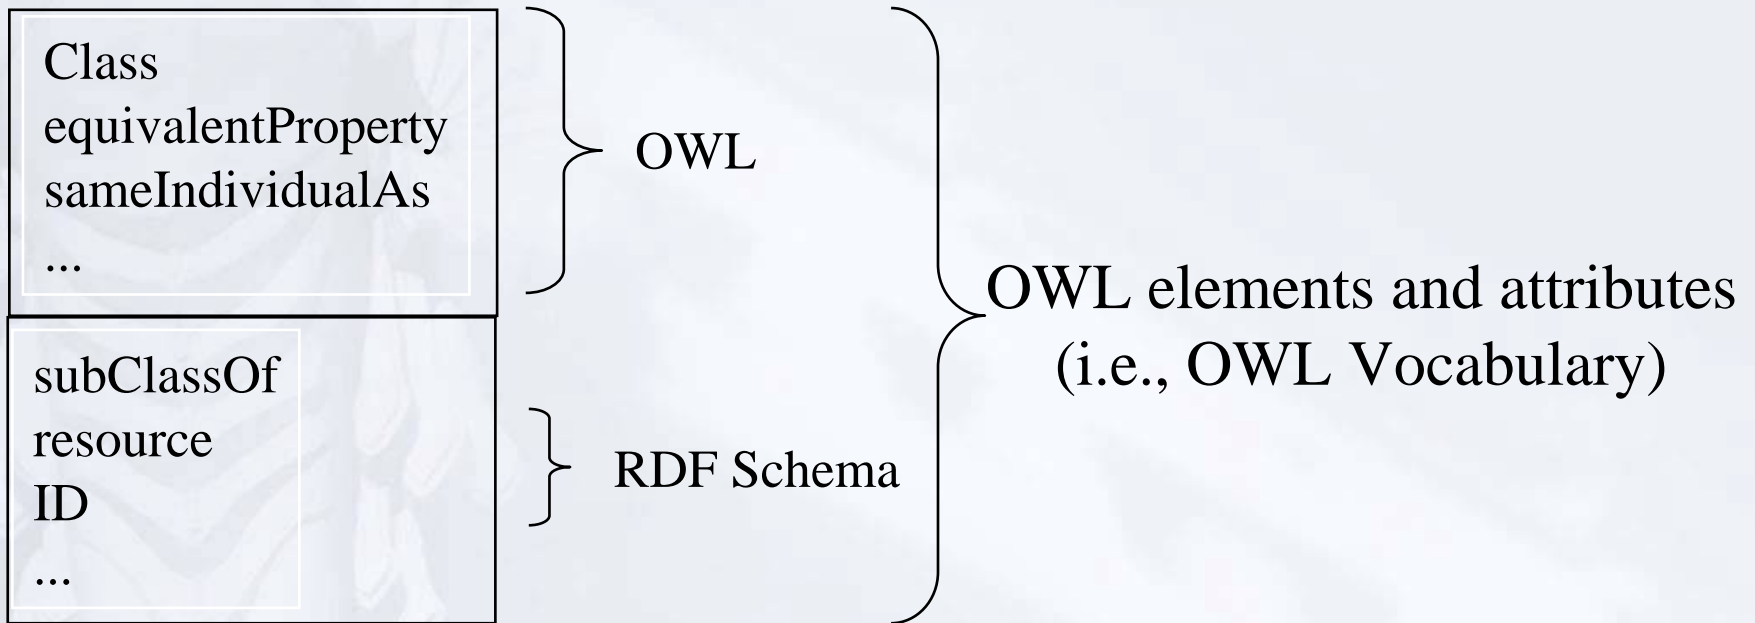 Class
equivalentProperty
sameIndividualAs
...
OWL
subClassOf
resource
ID
...
RDF Schema
OWL elements and attributes
(i.e., OWL Vocabulary)